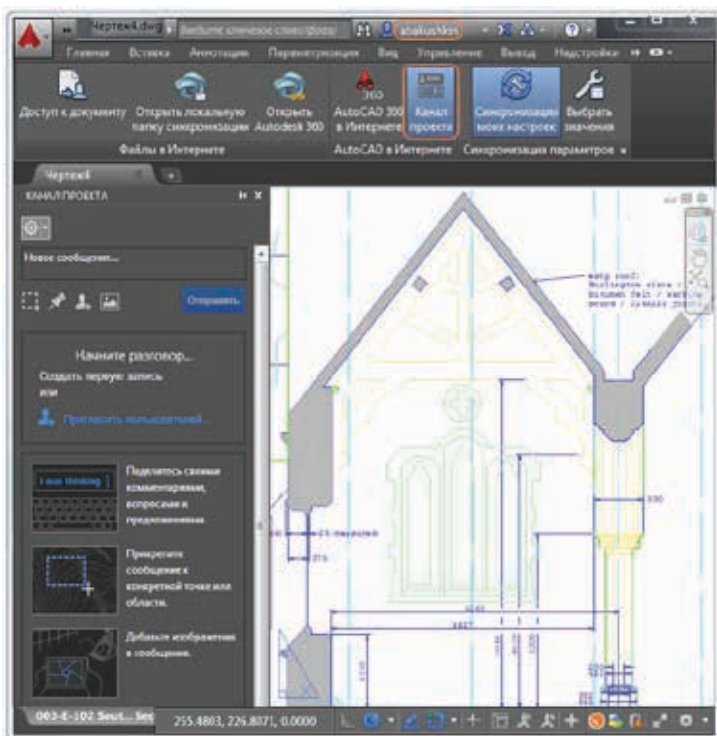 Чертеж4.dwg
abakushkin
Главная Вставка Аннотации Параметризация Вид Управление Вывод Надстройки
Доступ к документу
Открыть локальную папку синхронизации
Открыть Autodesk 360
AutoCAD 360 в Интернете
Канал проекта
Синхронизация моих настроек
Выбрать значения
Файлы в Интернете
AutoCAD в Интернете
Синхронизация параметров
Чертеж4
КАНАЛ ПРОЕКТА
Новое сообщение...
Отправить
Начните разговор...
Создать первую запись
или
Пригласить пользователей...
I was thinking
Поделитесь своими
комментариями,
вопросами и
предложениями.
Прикрепите
сообщение к
конкретной точке или
области.
Добавьте изображения
в сообщения.
255.4803, 226.8071, 0.0000